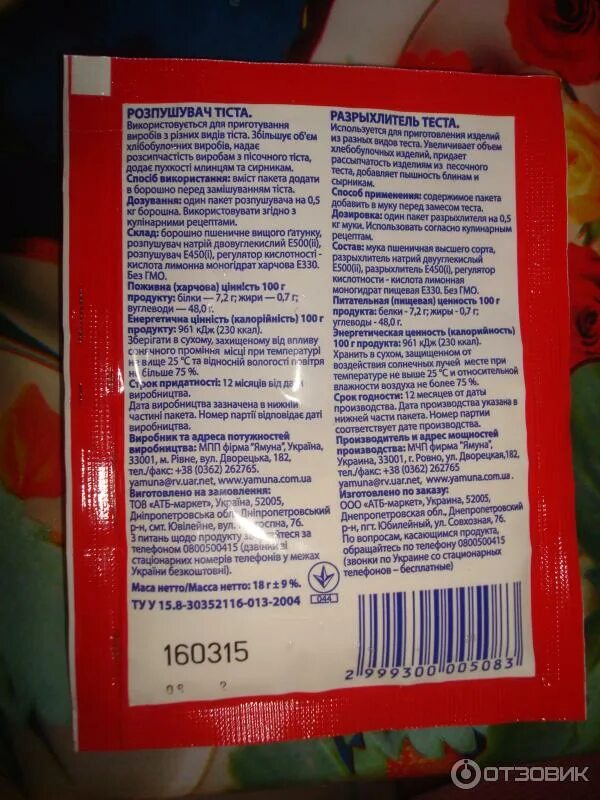 РОЗПУШУВАЧ ТІСТА.
Використовується для приготування
виробів з різних видів тіста. Збільшує об'єм
хлібобулочних виробів, надає
розсипчастість виробам з пісочного тіста,
додає пухкості млинцям та сирникам.
Спосіб використання: вміст пакета додати
в борошно перед замішуванням тіста.
Дозування: один пакет розпушувача на 0,5
кг борошна. Використовувати згідно з
кулінарними рецептами.
Склад: борошно пшеничне вищого ґатунку,
розпушувач натрій двовуглекислий Е500(ii),
розпушувач Е450(i), регулятор кислотності -
кислота лимонна моногідрат харчова Е330.
Без ГМО.
Поживна (харчова) цінність 100 г
продукту: білки — 7,2 г; жири — 0,7 г;
вуглеводи — 48,0 г.
Енергетична цінність (калорійність) 100 г
продукту: 961 кДж (230 ккал).
Зберігати в сухому, захищеному від впливу
сонячного проміння місці при температурі
не вище 25 °С та відносній вологості повітря
не більше 75 %.
Строк придатності: 12 місяців від дати
виробництва.
Дата виробництва зазначена в нижній
частині пакета. Номер партії відповідає даті
виробництва.
Виробник та адреса потужностей
виробництва: МПП фірма "Ямуна", Україна,
33001, м. Рівне, вул. Дворецька,182,
тел./факс: +38 (0362) 262765
yamuna@rv.uar.net, www.yamuna.com.ua
Виготовлено на замовлення:
ТОВ «АТБ-маркет», Україна, 52005,
Дніпропетровська обл., Дніпропетровський
р-н, смт. Ювілейне, вул. 76.
З питань щодо продукту звертайтеся за
телефоном 0800500415 (дзвінки зі
стаціонарних номерів телефонів у межах
України безкоштовні).
РАЗРЫХЛИТЕЛЬ ТЕСТА.
Используется для приготовления изделий
из разных видов теста. Увеличивает объем
хлебобулочных изделий, придает
рассыпчатость изделиям из песочного
теста, добавляет пышность блинам и
сырникам.
Способ применения: содержимое пакета
добавить в муку перед замесом теста.
Дозировка: один пакет разрыхлителя на 0,5
кг муки. Использовать согласно кулинарным
рецептам.
Состав: мука пшеничная высшего сорта,
разрыхлитель натрий двууглекислый
Е500(ii), разрыхлитель Е450(i), регулятор
кислотности - кислота лимонная
моногидрат пищевая Е330. Без ГМО.
Питательная (пищевая) ценность 100 г
продукта: белки - 7,2 г; жиры - 0,7 г;
углеводы - 48,0 г.
Энергетическая ценность (калорийность)
100 г продукта: 961 кДж (230 ккал).
Хранить в сухом, защищенном от
воздействия солнечных лучей месте при
температуре не выше 25 °С и относительной
влажности воздуха не более 75 %.
Срок годности: 12 месяцев от даты
производства. Дата производства указана в
нижней части пакета. Номер партии
соответствует дате производства.
Производитель и адрес мощностей
производства: МЧП фирма "Ямуна",
Украина, 33001, г. Ровно, ул. Дворецкая,182,
тел./факс: +38 (0362) 262765
yamuna@rv.uar.net, www.yamuna.com.ua
Изготовлено по заказу:
ООО «АТБ-маркет», Украина, 52005,
Днепропетровская обл., Днепропетровский
р-н, пгт. Юбилейный, ул. Совхозная, 76.
По вопросам, касающимся продукта,
обращайтесь по телефону 0800500415
(звонки по Украине со стационарных
телефонов – бесплатные)
Маса нетто/Масса нетто: 18 г ± 9 %.
ТУ У 15.8-30352116-013-2004
044
160315
2 999300 005083
ОТЗОВИК